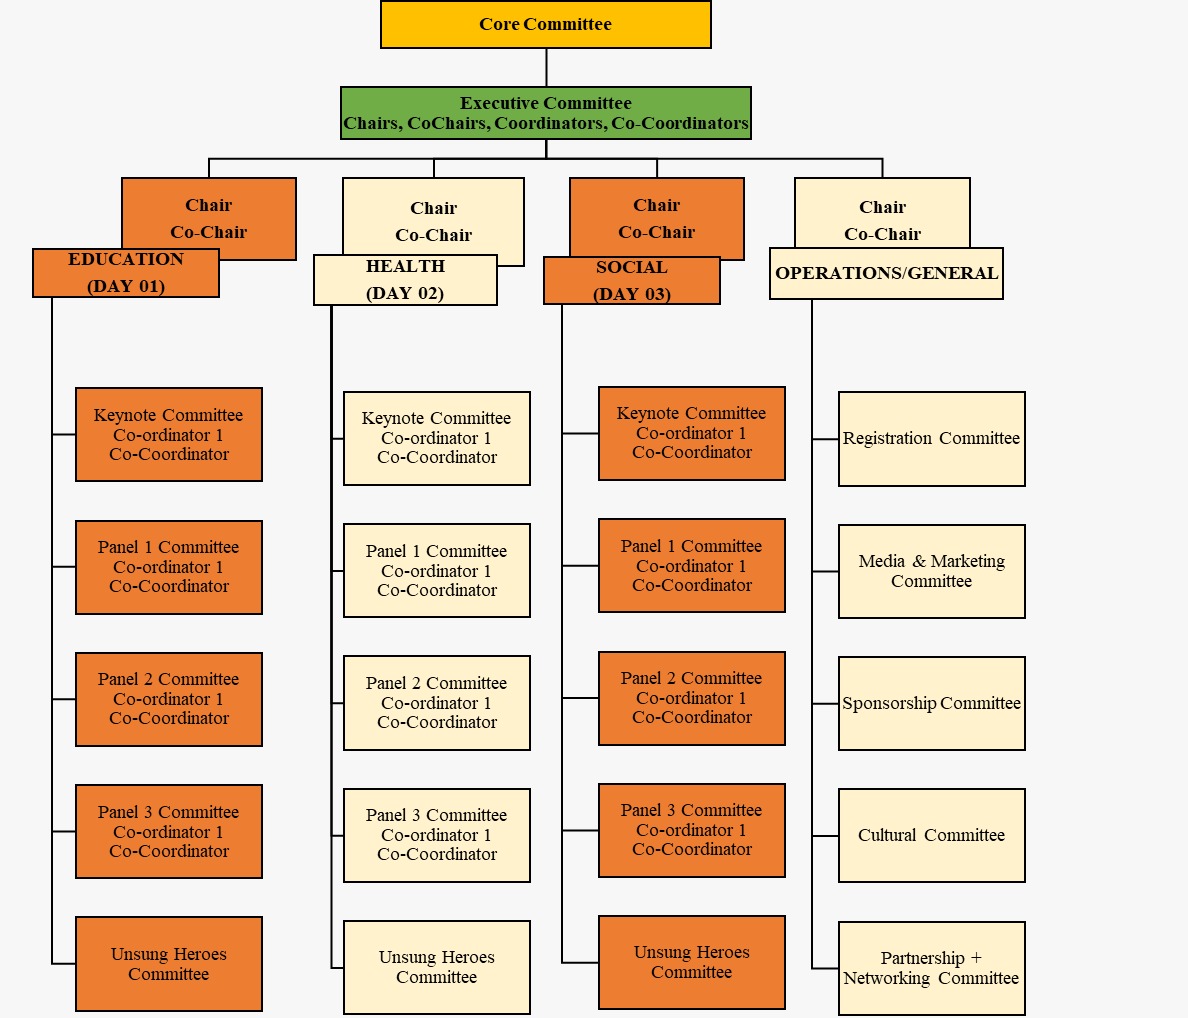 Core Committee
Executive Committee
Chairs, CoChairs, Coordinators, Co-Coordinators
Chair
Co-Chair
EDUCATION
(DAY 01)
Chair
Co-Chair
HEALTH
(DAY 02)
Chair
Co-Chair
SOCIAL
(DAY 03)
Chair
Co-Chair
OPERATIONS/GENERAL
Keynote Committee
Co-ordinator 1
Co-Coordinator
Panel 1 Committee
Co-ordinator 1
Co-Coordinator
Panel 2 Committee
Co-ordinator 1
Co-Coordinator
Panel 3 Committee
Co-ordinator 1
Co-Coordinator
Unsung Heroes
Committee
Keynote Committee
Co-ordinator 1
Co-Coordinator
Panel 1 Committee
Co-ordinator 1
Co-Coordinator
Panel 2 Committee
Co-ordinator 1
Co-Coordinator
Panel 3 Committee
Co-ordinator 1
Co-Coordinator
Unsung Heroes
Committee
Keynote Committee
Co-ordinator 1
Co-Coordinator
Panel 1 Committee
Co-ordinator 1
Co-Coordinator
Panel 2 Committee
Co-ordinator 1
Co-Coordinator
Panel 3 Committee
Co-ordinator 1
Co-Coordinator
Unsung Heroes
Committee
Registration Committee
Media & Marketing
Committee
Sponsorship Committee
Cultural Committee
Partnership +
Networking Committee